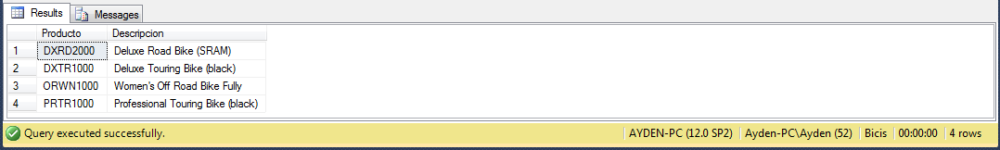 Results Messages
Producto Descripcion
1 DXRD2000 Deluxe Road Bike (SRAM)
2 DXTR1000 Deluxe Touring Bike (black)
3 ORWN1000 Women's Off Road Bike Fully
4 PRTR1000 Professional Touring Bike (black)
Query executed successfully. AYDEN-PC (12.0 SP2) Ayden-PC\Ayden (52) Bicis 00:00:00 4 rows